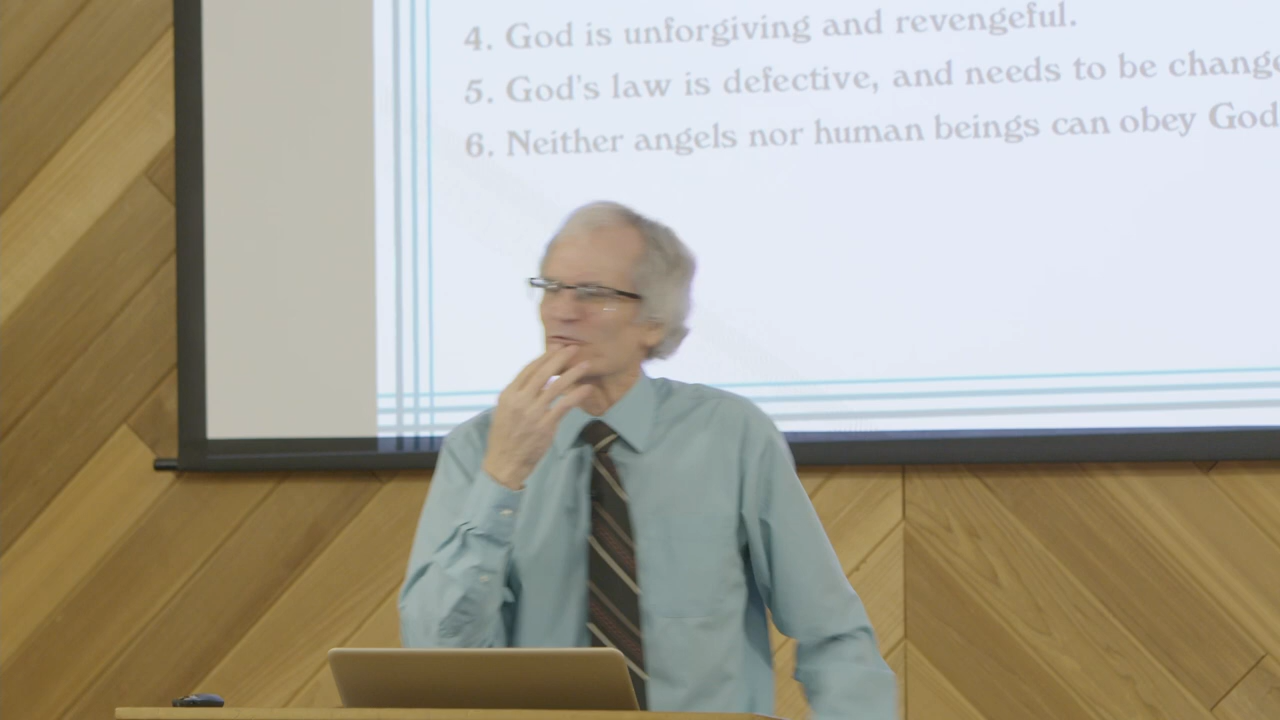 4. God is unforgiving and revengeful.
5. God's law is defective, and needs to be
6. Neither angels nor human beings can obey God